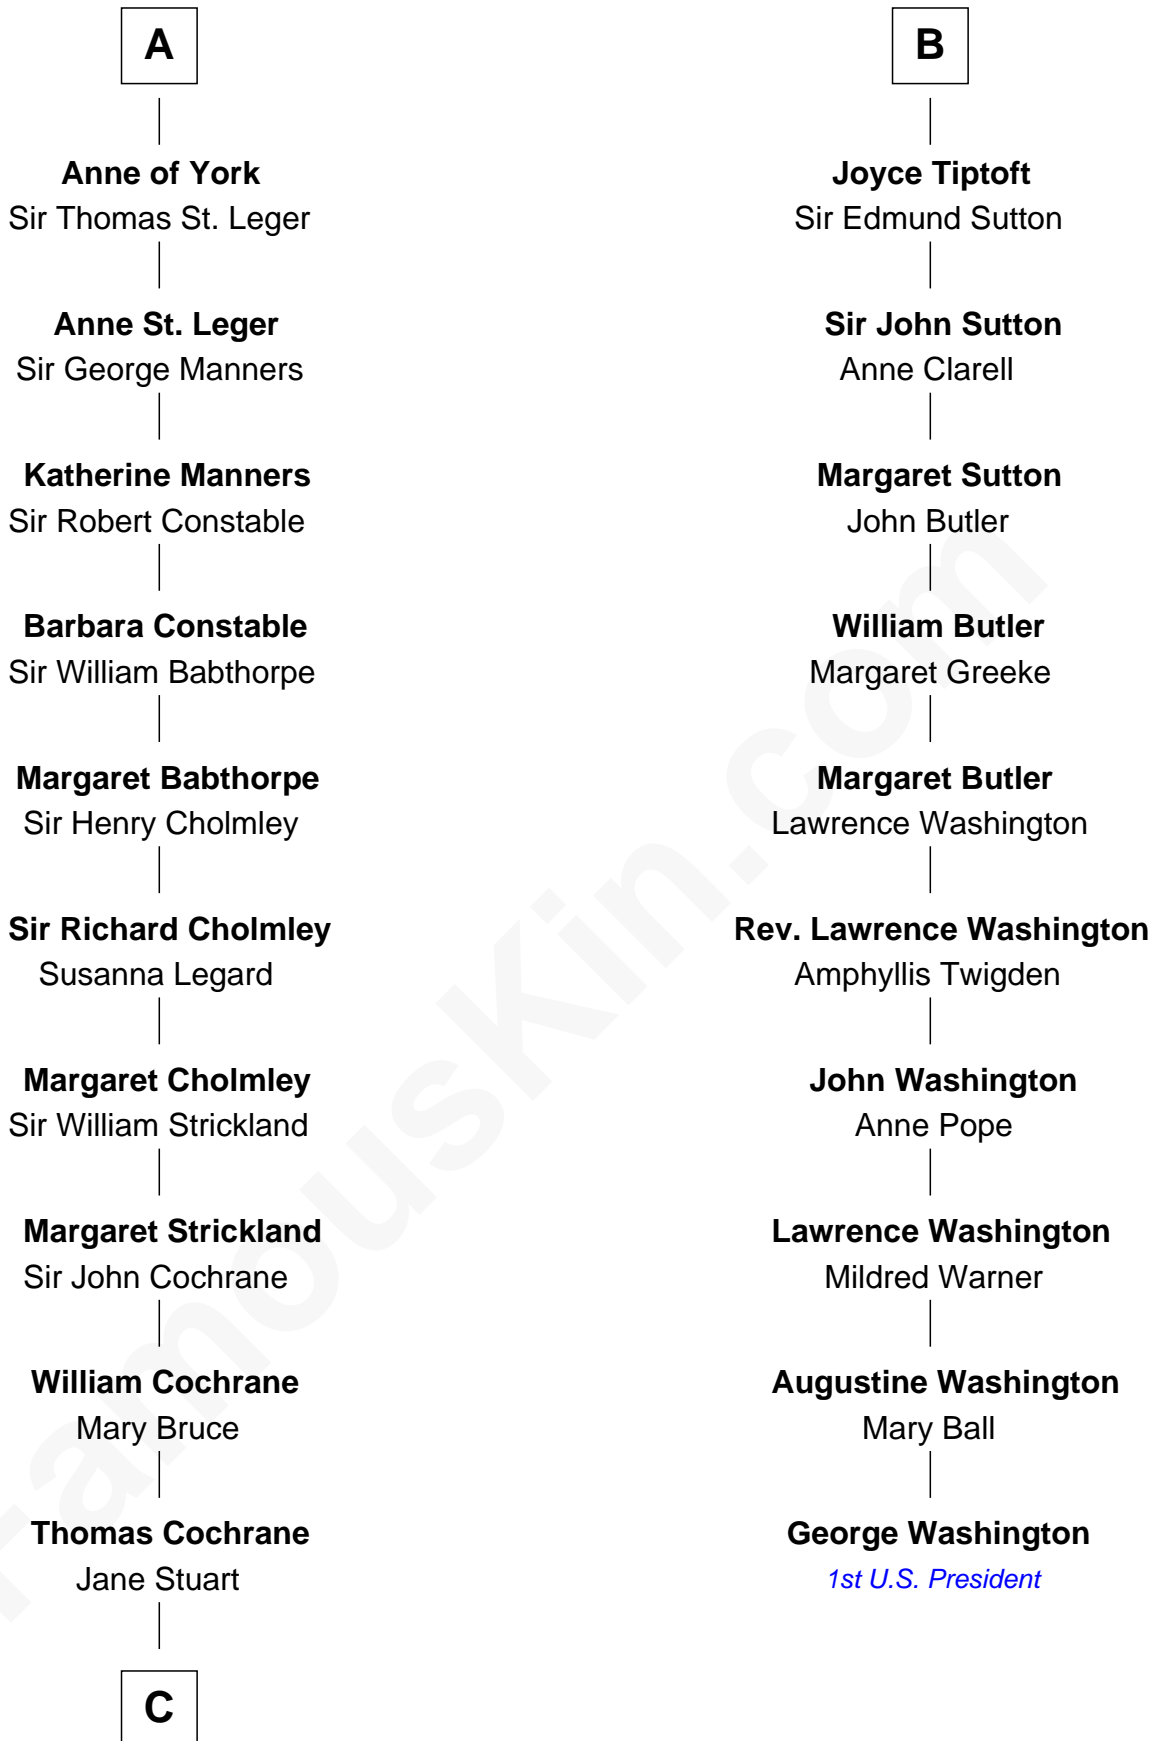 A
Anne of York
Sir Thomas St. Leger
Anne St. Leger
Sir George Manners
Katherine Manners
Sir Robert Constable
Barbara Constable
Sir William Babthorpe
Margaret Babthorpe
Sir Henry Cholmley
Sir Richard Cholmley
Susanna Legard
Margaret Cholmley
Sir William Strickland
Margaret Strickland
Sir John Cochrane
William Cochrane
Mary Bruce
Thomas Cochrane
Jane Stuart
C
B
Joyce Tiptoft
Sir Edmund Sutton
Sir John Sutton
Anne Clarell
Margaret Sutton
John Butler
William Butler
Margaret Greeke
Margaret Butler
Lawrence Washington
Rev. Lawrence Washington
Amphyllis Twigden
John Washington
Anne Pope
Lawrence Washington
Mildred Warner
Augustine Washington
Mary Ball
George Washington
1st U.S. President
FamousKin.com